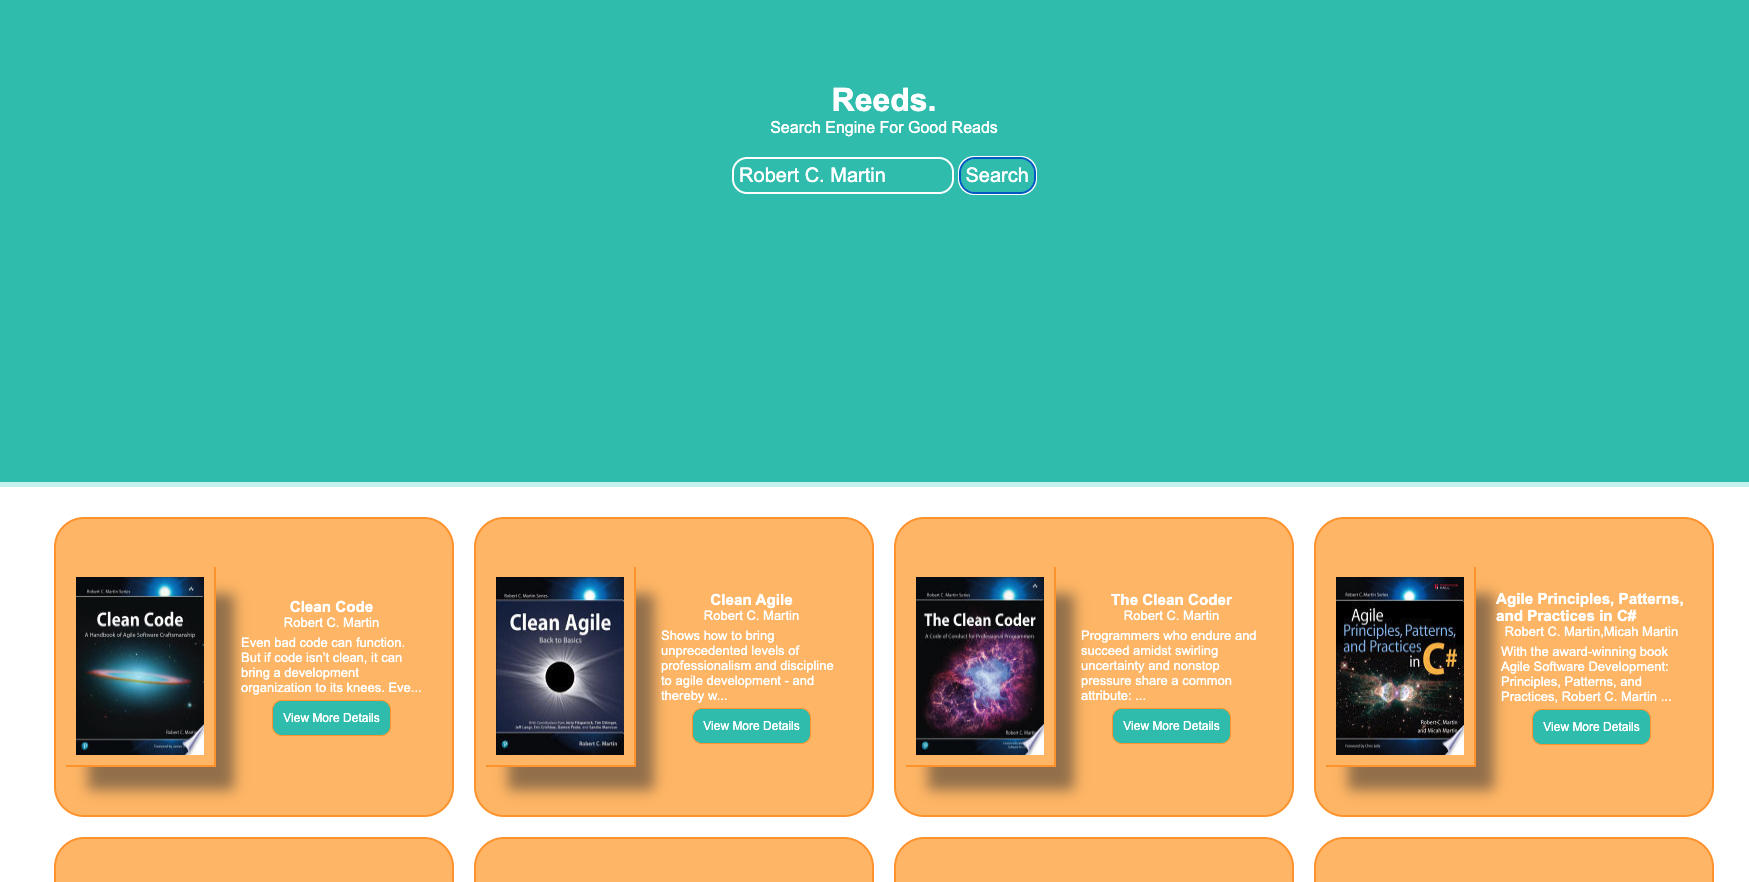 Reeds.
Search Engine For Good Reads
Robert C. Martin
Search
Robert C. Martin Series
Clean Code
A Handbook of Agile Software Craftsmanship
Robert C. Mart
Foreword by James
Clean Code
Robert C. Martin
Even bad code can function.
But if code isn't clean, it can
bring a development
organization to its knees. Eve...
View More Details
Robert C. Martin Series
Clean Agile
Back to Basics
Robert C. Martin
Clean Agile
Robert C. Martin
Shows how to bring
unprecedented levels of
professionalism and discipline
to agile development - and
thereby w...
View More Details
Robert C. Martin Series
The Clean Coder
A Code of Conduct for Professional Programmers
Robert C. Mart
The Clean Coder
Robert C. Martin
Programmers who endure and
succeed amidst swirling
uncertainty and nonstop
pressure share a common
attribute: ...
View More Details
Robert C. Martin Series
Agile
Principles, Patterns,
and Practices
in C#
Robert C. Martin
and Micah Martin
Agile Principles, Patterns,
and Practices in C#
Robert C. Martin,Micah Martin
With the award-winning book
Agile Software Development:
Principles, Patterns, and
Practices, Robert C. Martin ...
View More Details